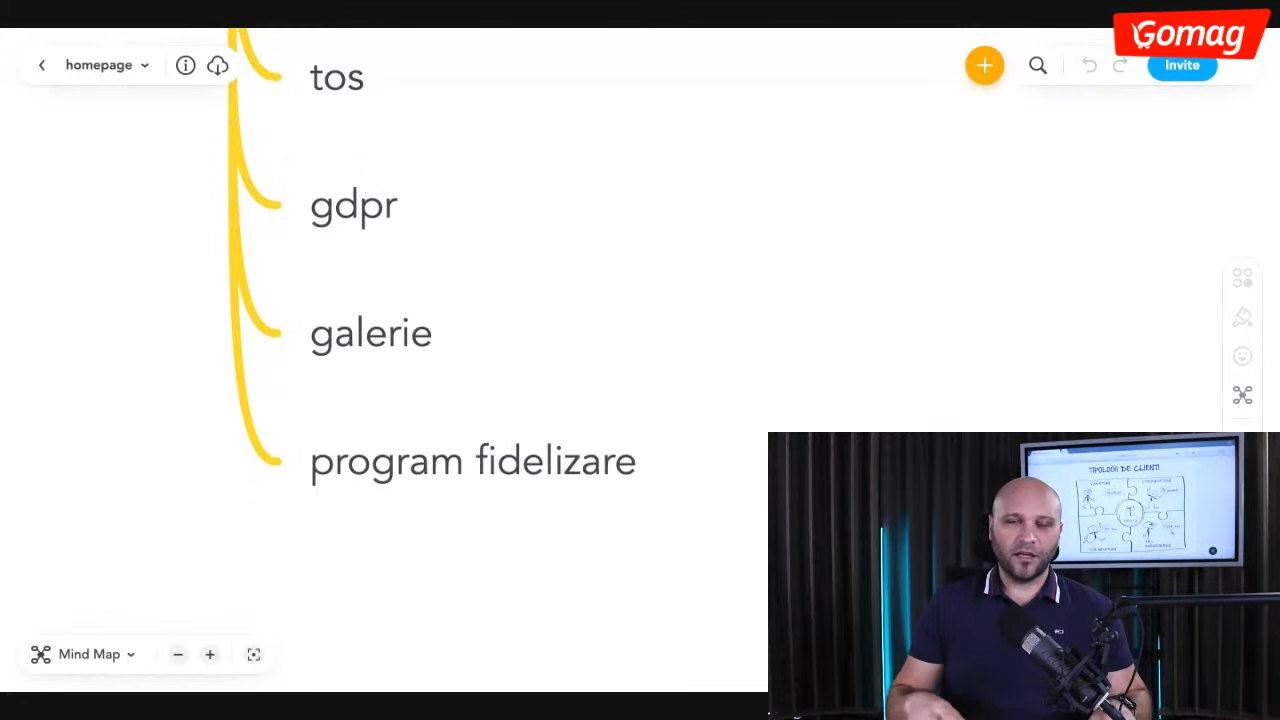 Gomag
homepage
Invite
tos
gdpr
galerie
program fidelizare
TIPOLOGII DE CLIENTI
Mind Map